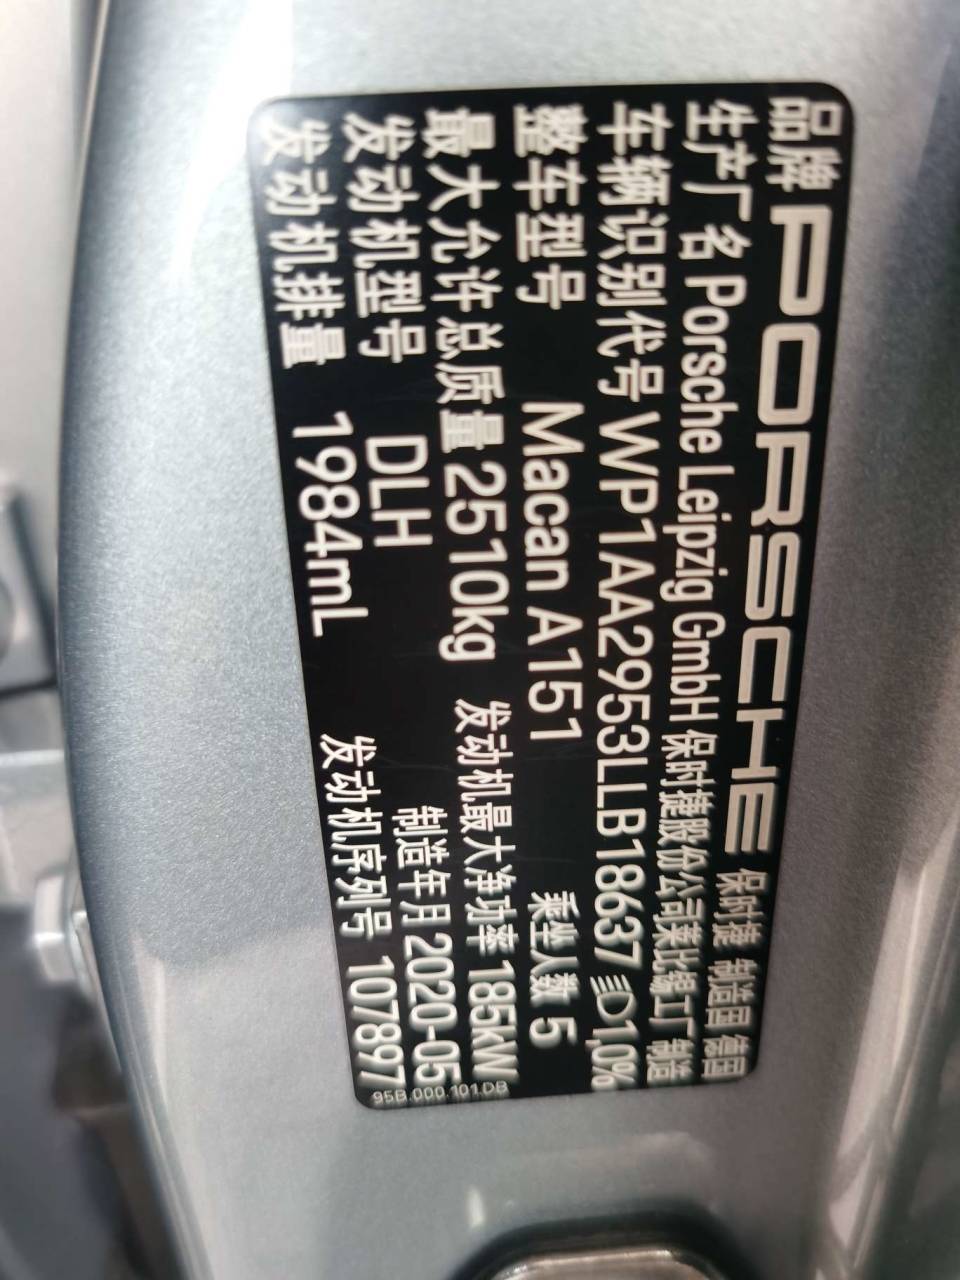 品牌 PORSCHE 保时捷 制造国 德国
生产厂名 Porsche Leipzig GmbH 保时捷股份公司莱比锡工厂制造
车辆识别代号 WP1AA2953LLB18637 1,0%
整车型号 Macan A151 乘坐人数 5
最大允许总质量 2510kg 发动机最大净功率 185kW
发动机型号 DLH 制造年月 2020-05
发动机排量 1984mL 发动机序列号 107897
95B.000.101.DB